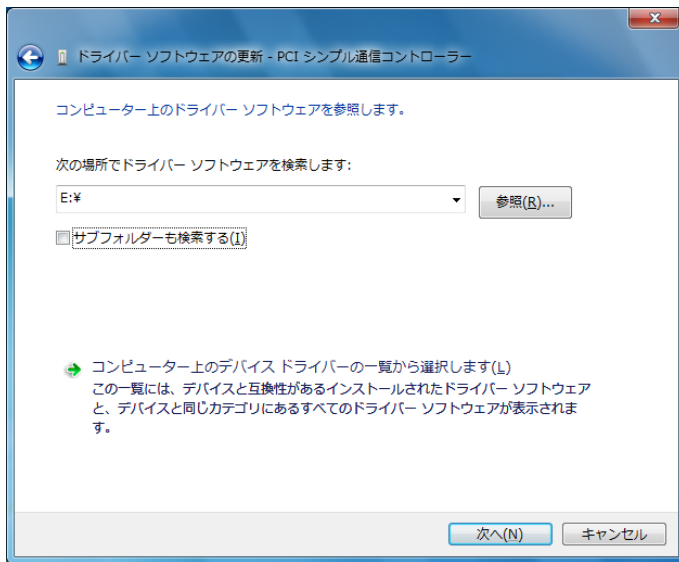 ドライバー ソフトウェアの更新 - PCI シンプル通信コントローラー
コンピューター上のドライバー ソフトウェアを参照します。
次の場所でドライバー ソフトウェアを検索します:
E:¥
参照(R)...
サブフォルダーも検索する(I)
コンピューター上のデバイス ドライバーの一覧から選択します(L)
この一覧には、デバイスと互換性があるインストールされたドライバー ソフトウェア
と、デバイスと同じカテゴリにあるすべてのドライバー ソフトウェアが表示されま
す。
次へ(N)
キャンセル